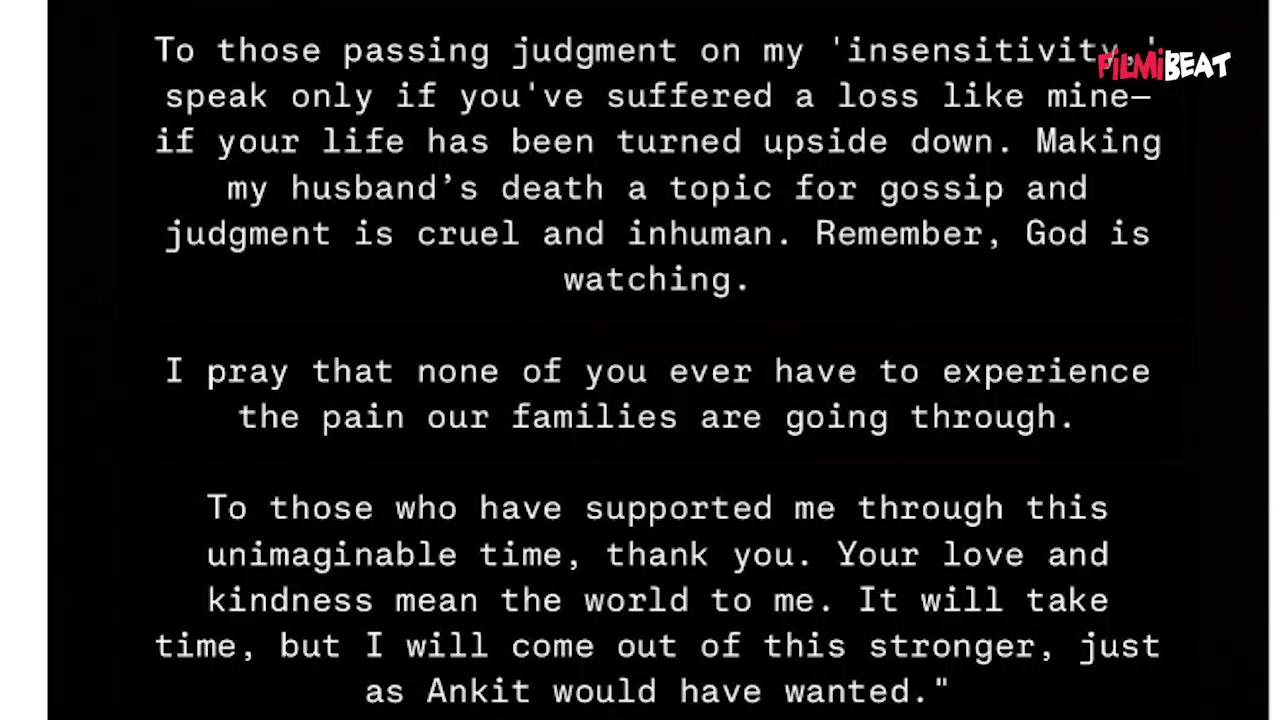 To those passing judgment on my 'insensitivity,'
FILMIBEAT
speak only if you've suffered a loss like mine—
if your life has been turned upside down. Making
my husband’s death a topic for gossip and
judgment is cruel and inhuman. Remember, God is
watching.
I pray that none of you ever have to experience
the pain our families are going through.
To those who have supported me through this
unimaginable time, thank you. Your love and
kindness mean the world to me. It will take
time, but I will come out of this stronger, just
as Ankit would have wanted."